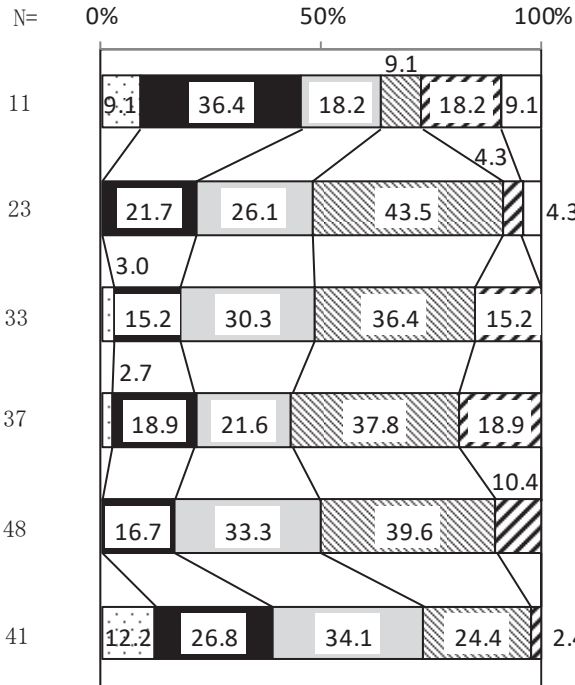 N= 0% 50% 100%
9.1
11 9.1 36.4 18.2 18.2 9.1
4.3
23 21.7 26.1 43.5 4.3
3.0
33 15.2 30.3 36.4 15.2
2.7
37 18.9 21.6 37.8 18.9
10.4
48 16.7 33.3 39.6
41 12.2 26.8 34.1 24.4 2.4